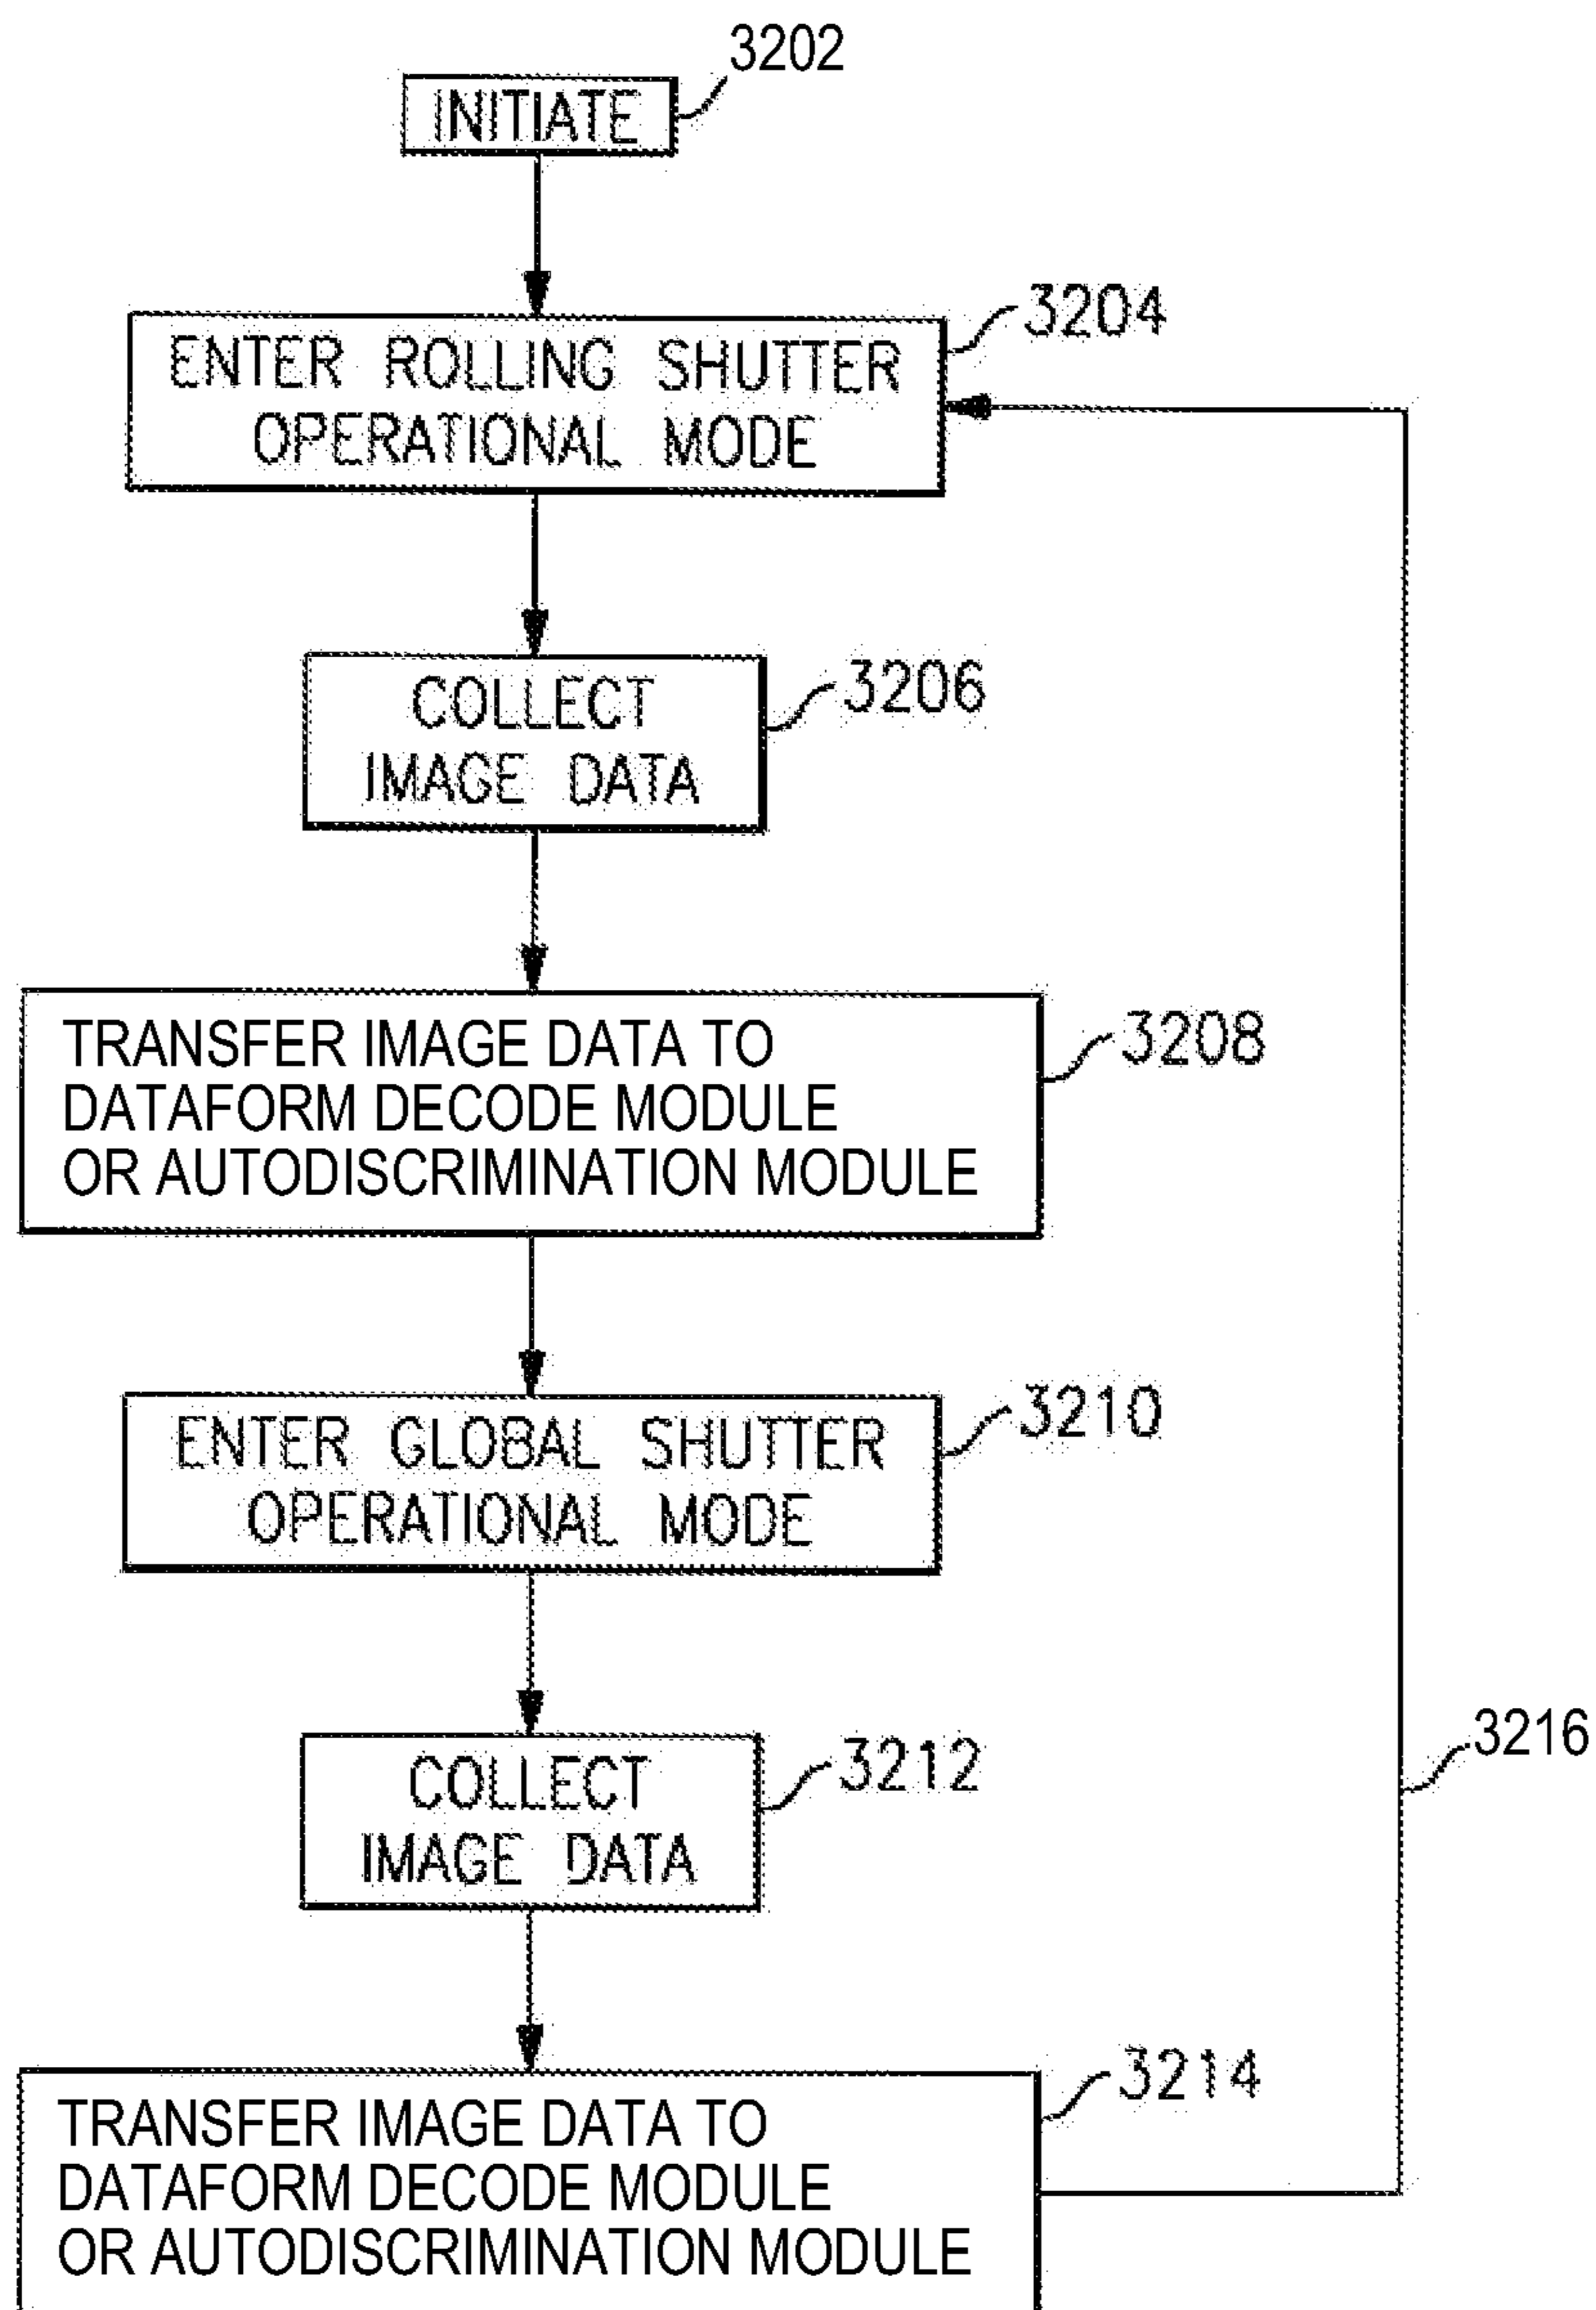 3202
INITIATE
3204
ENTER ROLLING SHUTTER
OPERATIONAL MODE
3206
COLLECT
IMAGE DATA
3208
TRANSFER IMAGE DATA TO
DATAFORM DECODE MODULE
OR AUTODISCRIMINATION MODULE
3210
ENTER GLOBAL SHUTTER
OPERATIONAL MODE
3212
COLLECT
IMAGE DATA
3216
3214
TRANSFER IMAGE DATA TO
DATAFORM DECODE MODULE
OR AUTODISCRIMINATION MODULE